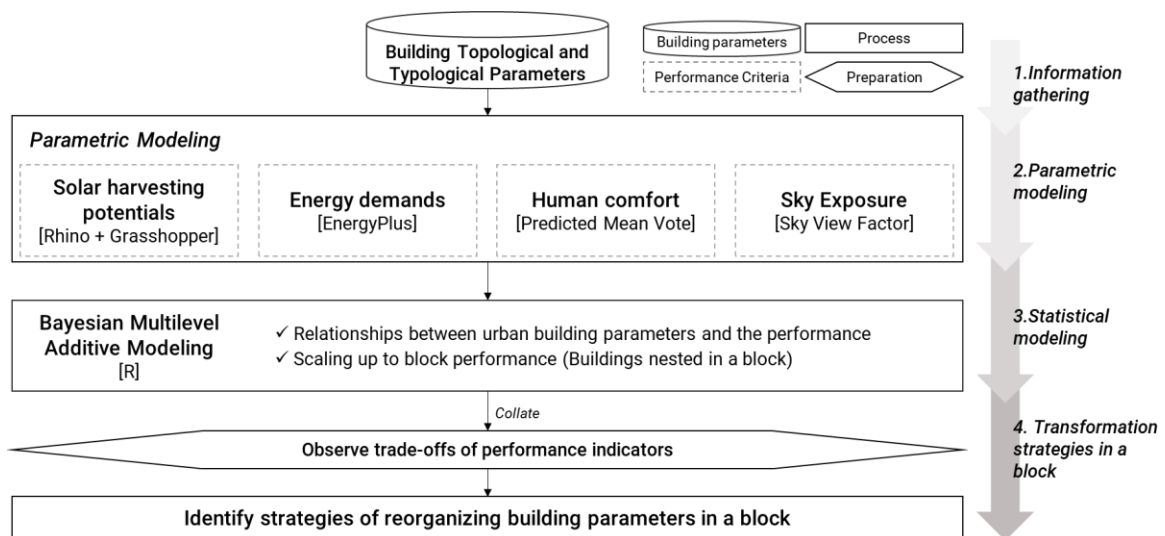 Building Topological and
Typological Parameters
Building parameters
Process
Performance Criteria
Preparation
1.Information
gathering
Parametric Modeling
Solar harvesting
potentials
[Rhino + Grasshopper]
Energy demands
[EnergyPlus]
Human comfort
[Predicted Mean Vote]
Sky Exposure
[Sky View Factor]
2.Parametric
modeling
Bayesian Multilevel
Additive Modeling
[R]
✓ Relationships between urban building parameters and the performance
✓ Scaling up to block performance (Buildings nested in a block)
3.Statistical
modeling
Collate
Observe trade-offs of performance indicators
4. Transformation
strategies in a
block
Identify strategies of reorganizing building parameters in a block